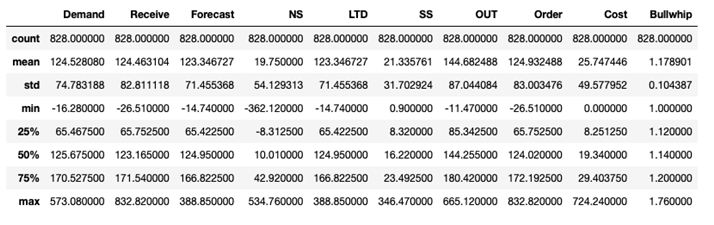 Demand Receive Forecast NS LTD SS OUT Order Cost Bullwhip
count 828.000000 828.000000 828.000000 828.000000 828.000000 828.000000 828.000000 828.000000 828.000000 828.000000
mean 124.528080 124.463104 123.346727 19.750000 123.346727 21.335761 144.682488 124.932488 25.747446 1.178901
std 74.783188 82.811118 71.455368 54.129313 71.455368 31.702924 87.044084 83.003476 49.577952 0.104387
min -16.280000 -26.510000 -14.740000 -362.120000 -14.740000 0.900000 -11.470000 -26.510000 0.000000 1.000000
25% 65.467500 65.752500 65.422500 -8.312500 65.422500 8.320000 85.342500 65.752500 8.251250 1.120000
50% 125.675000 123.165000 124.950000 10.010000 124.950000 16.220000 144.255000 124.020000 19.340000 1.140000
75% 170.527500 171.540000 166.822500 42.920000 166.822500 23.492500 180.420000 172.192500 29.403750 1.200000
max 573.080000 832.820000 388.850000 534.760000 388.850000 346.470000 665.120000 832.820000 724.240000 1.760000